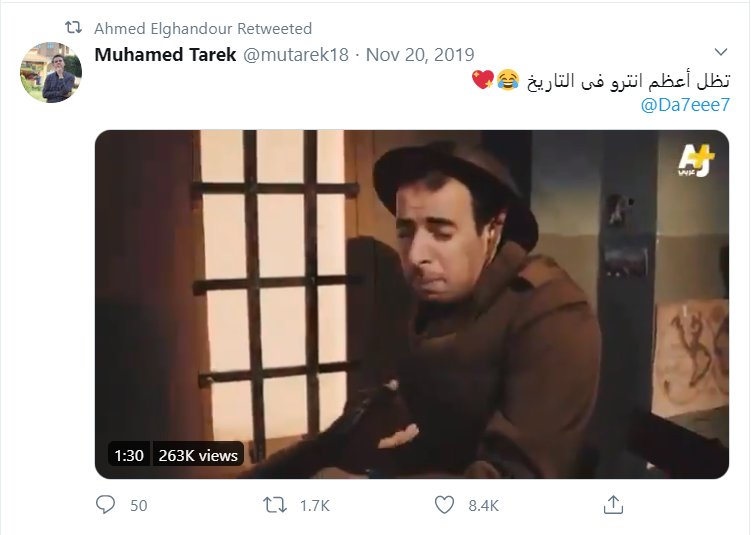 Ahmed Elghandour Retweeted
Muhamed Tarek @mutarek18 · Nov 20, 2019
تظل أعظم انترو فى التاريخ 😂💖
@Da7eee7
AJ+
عربي
1:30 263K views
50 1.7K 8.4K